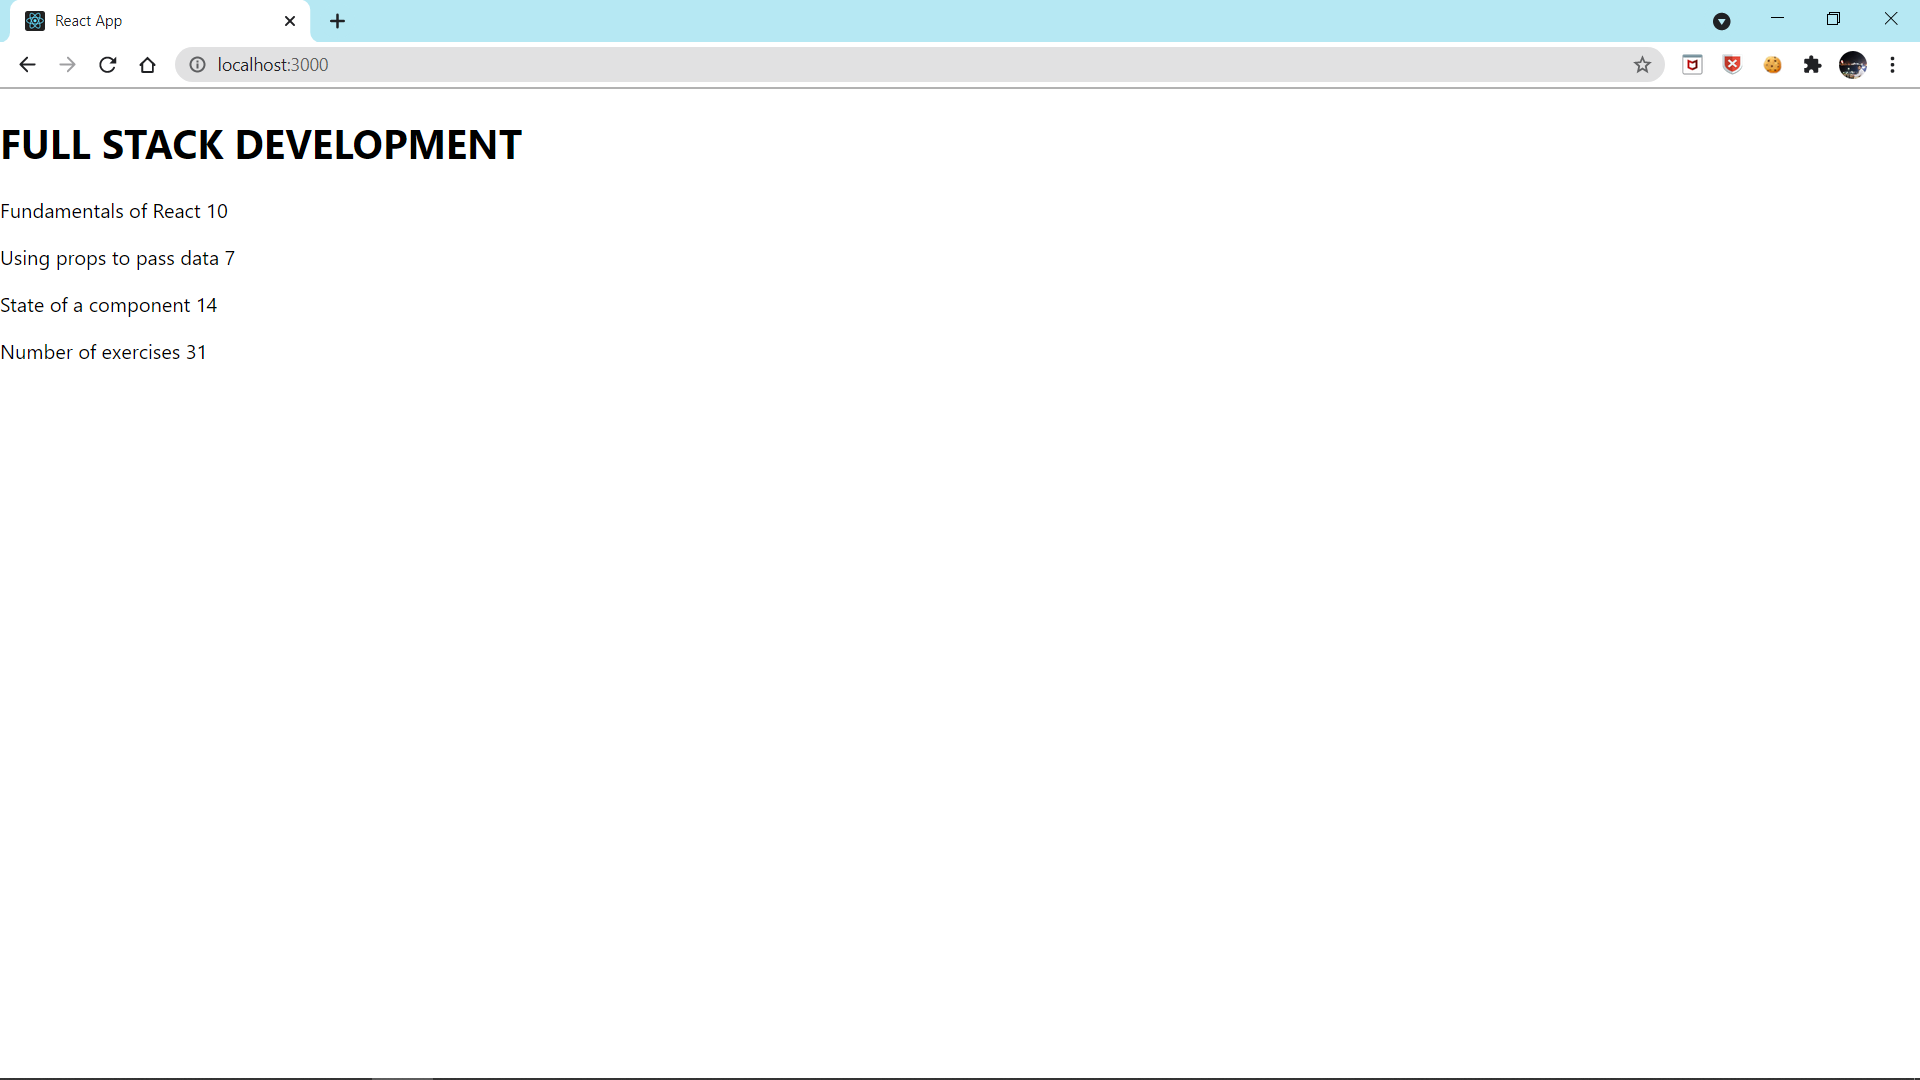 React App
localhost:3000
FULL STACK DEVELOPMENT
Fundamentals of React 10
Using props to pass data 7
State of a component 14
Number of exercises 31